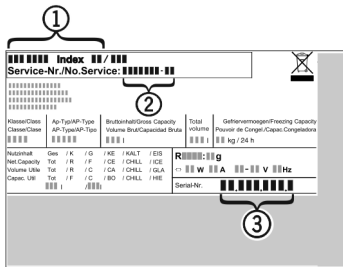 1
Index /
Service-Nr./No.Service: -
2
Klasse/Class Ap-Typ/AP-Type Bruttoinhalt/Gross Capacity Total Gefriervermoegen/Freezing Capacity
Classe/Clase AP-Type/AP-Tipo Volume Brut/Capacidad Bruta volume Pouvoir de Congel./Capac.Congeladora
l l kg / 24 h
Nutzinhalt Ges / K / G / KE / KALT / EIS R : g
Net.Capacity Tot / R / F / CE / CHILL / ICE
Volume Utile Tot / R / C / CA / CHILL / GLA W A - V Hz
Capac. Util Tot / F / C / BO / CHILL / HIE
l / l Serial-Nr. . . .
3